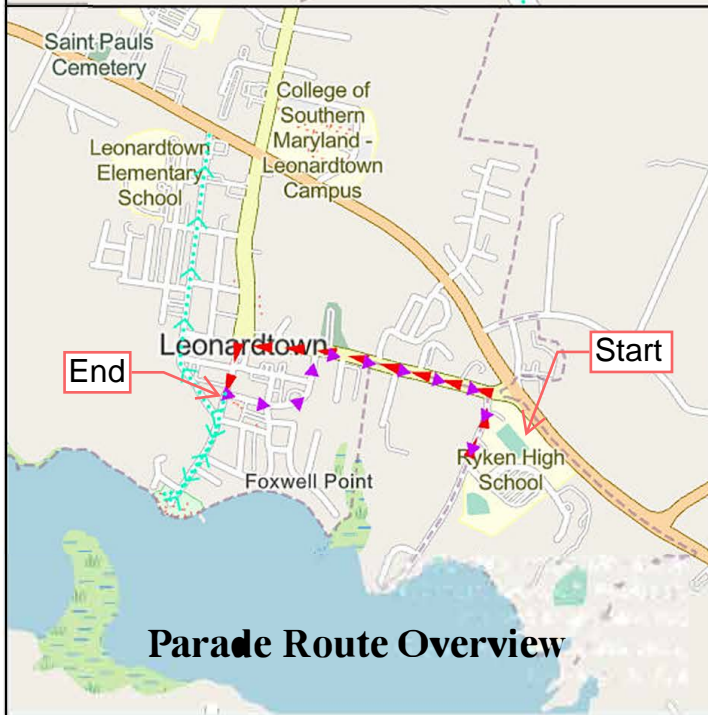 Saint Pauls
Cemetery
College of
Southern
Maryland -
Leonardtown
Campus
Leonardtown
Elementary
School
Leonardtown
Start
End
Ryken High
School
Foxwell Point
Parade Route Overview